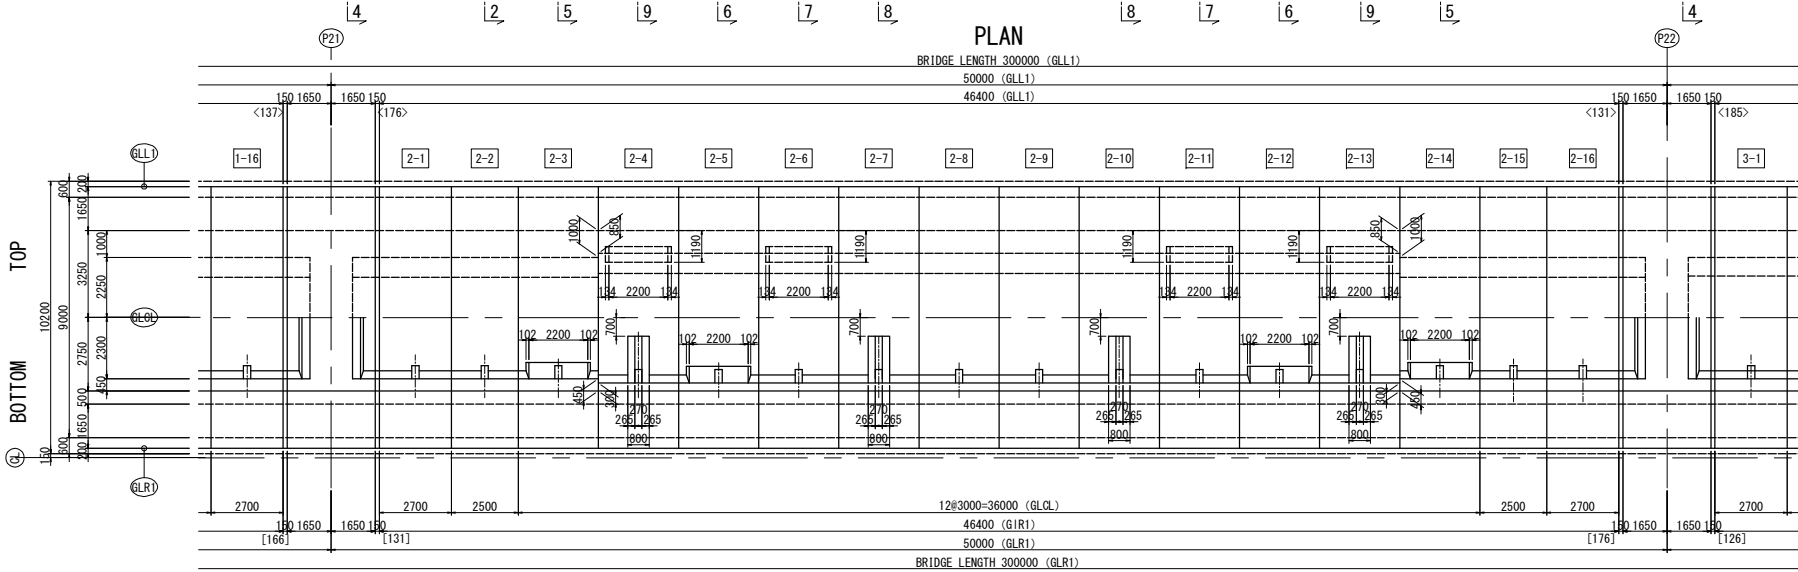 4 2 5 9 6 7 8 8 7 6 9 5 4
P21 PLAN P22
BRIDGE LENGTH 300000 (GLL1)
50000 (GLL1)
150 1650 1650 150 46400 (GLL1) 150 1650 1650 150
<137> <176> <131> <185>
GLL1 1-16 2-1 2-2 2-3 2-4 2-5 2-6 2-7 2-8 2-9 2-10 2-11 2-12 2-13 2-14 2-15 2-16 3-1
600 200
1650
1000 850 1190 1190 1190 1190 850 1000
TOP 1000
3250 2250
134 2200 134 134 2200 134 134 2200 134 134 2200 134
10200 9000 GLCL
700 700 700 700
102 2200 102 102 2200 102 102 2200 102 102 2200 102
BOTTOM 2750 2300 450
500 450 300 300 450
270 270 270 270
1650 265 265 265 265 265 265 265 265
600 200 800 800 800 800
CL 150
GLR1
2700 2700 2500 12@3000=36000 (GLCL) 2500 2700 2700
150 1650 1650 150 46400 (GIR1) 150 1650 1650 150
[166] [131] [176] [126]
50000 (GLR1)
BRIDGE LENGTH 300000 (GLR1)